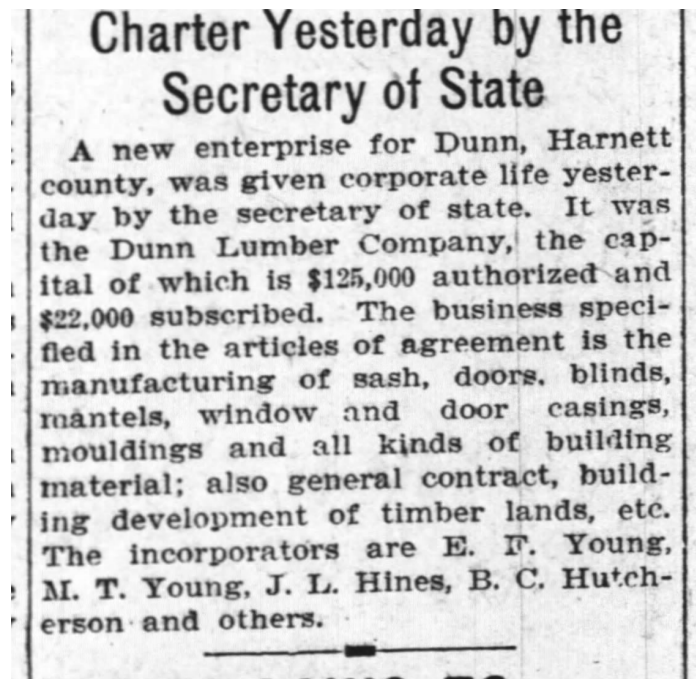 Charter Yesterday by the
Secretary of State
A new enterprise for Dunn, Harnett
county, was given corporate life yester-
day by the secretary of state. It was
the Dunn Lumber Company, the cap-
ital of which is $125,000 authorized and
$22,000 subscribed. The business speci-
fied in the articles of agreement is the
manufacturing of sash, doors, blinds,
mantels, window and door casings,
mouldings and all kinds of building
material; also general contract, build-
ing development of timber lands, etc.
The incorporators are E. F. Young,
M. T. Young, J. L. Hines, B. C. Hutch-
erson and others.